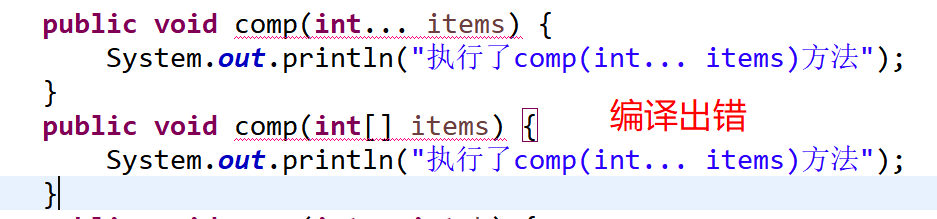 public void comp(int... items) {
System.out.println("执行了comp(int... items)方法");
}
public void comp(int[] items) {
编译出错
System.out.println("执行了comp(int... items)方法");
}